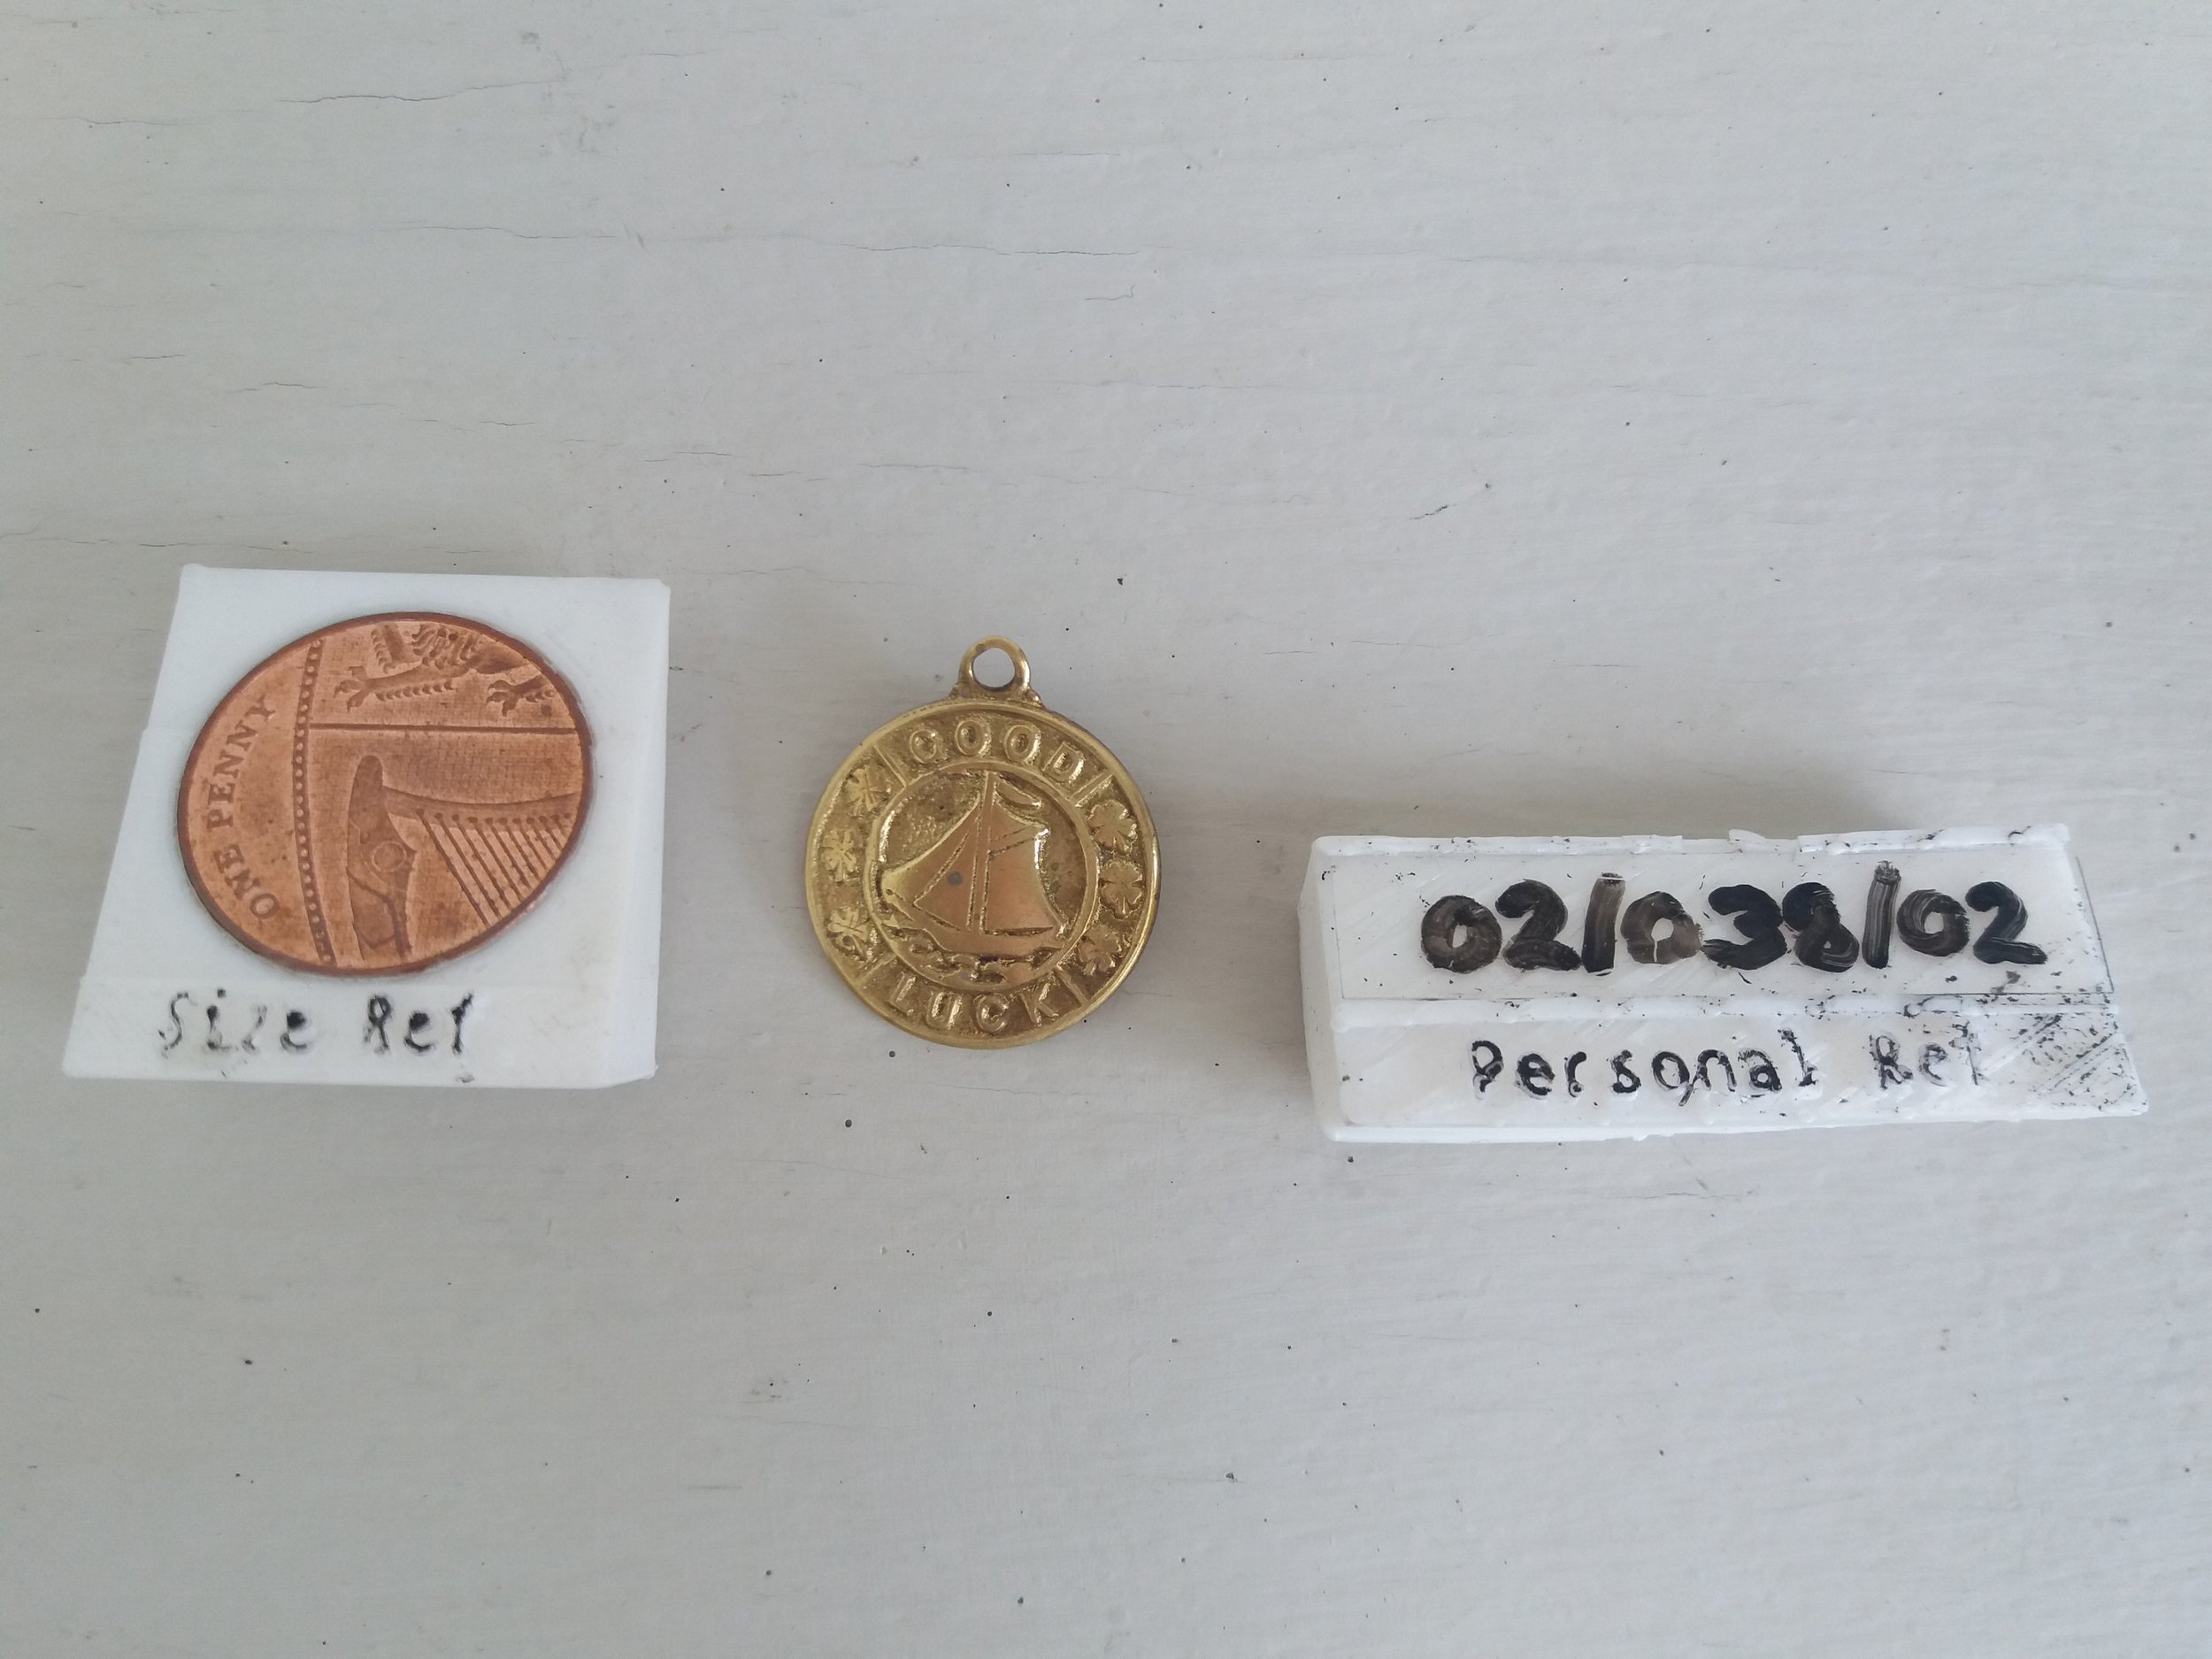 ONE PENNY
Size Ref
GOOD
LUCK
02/038/02
Personal Ref